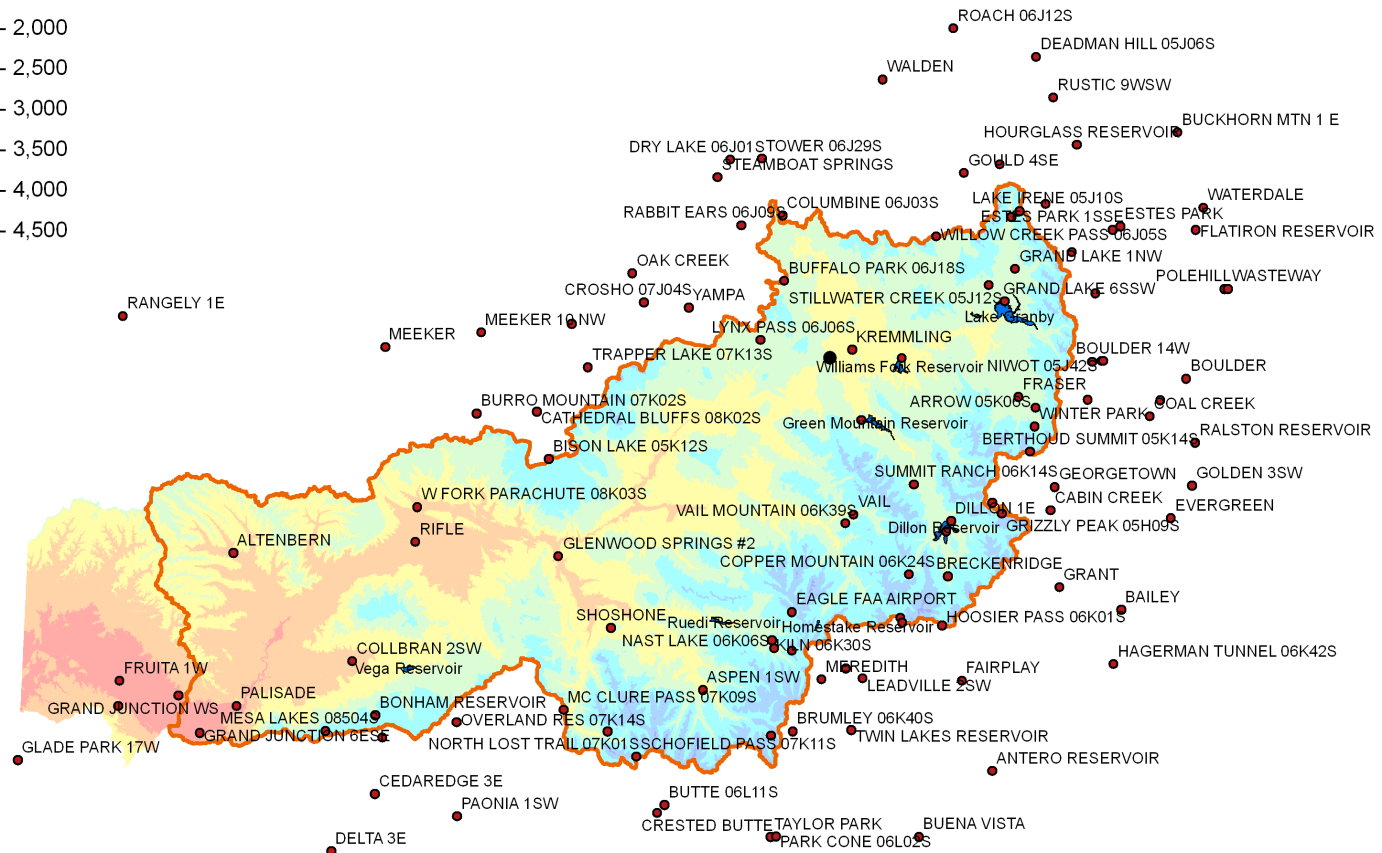 - 2,000
- 2,500
- 3,000
- 3,500
- 4,000
- 4,500
ROACH 06J12S
DEADMAN HILL 05J06S
WALDEN
RUSTIC 9WSW
BUCKHORN MTN 1 E
HOURGLASS RESERVOIR
DRY LAKE 06J01S
TOWER 06J29S
STEAMBOAT SPRINGS
GOULD 4SE
LAKE IRENE 05J10S
WATERDALE
COLUMBINE 06J03S
RABBIT EARS 06J09S
ESTES PARK 1SSE
ESTES PARK
FLATIRON RESERVOIR
WILLOW CREEK PASS 06J05S
GRAND LAKE 1NW
OAK CREEK
BUFFALO PARK 06J18S
POLEHILL
WASTEWAY
CROSHO 07J04S
YAMPA
STILLWATER CREEK 05J12S
GRAND LAKE 6SSW
RANGELY 1E
Lake Granby
MEEKER 10 NW
LYNX PASS 06J06S
MEEKER
KREMMLING
BOULDER 14W
TRAPPER LAKE 07K13S
Williams Fork Reservoir
NIWOT 05J42S
BOULDER
FRASER
BURRO MOUNTAIN 07K02S
ARROW 05K06S
COAL CREEK
CATHEDRAL BLUFFS 08K02S
WINTER PARK
Green Mountain Reservoir
RALSTON RESERVOIR
BISON LAKE 05K12S
BERTHOUD SUMMIT 05K14S
SUMMIT RANCH 06K14S
GEORGETOWN
GOLDEN 3SW
W FORK PARACHUTE 08K03S
CABIN CREEK
VAIL
VAIL MOUNTAIN 06K39S
DILLON 1E
EVERGREEN
RIFLE
Dillon Reservoir
GRIZZLY PEAK 05H09S
ALTENBERN
GLENWOOD SPRINGS #2
COPPER MOUNTAIN 06K24S
BRECKENRIDGE
GRANT
EAGLE FAA AIRPORT
BAILEY
SHOSHONE
Ruedi Reservoir
Homestake Reservoir
HOOSIER PASS 06K01S
NAST LAKE 06K06S
KILN 06K30S
COLLBRAN 2SW
HAGERMAN TUNNEL 06K42S
Vega Reservoir
FRUITA 1W
MEREDITH
FAIRPLAY
ASPEN 1SW
LEADVILLE 2SW
PALISADE
MC CLURE PASS 07K09S
GRAND JUNCTION WS
BONHAM RESERVOIR
MESA LAKES 08504S
OVERLAND RES 07K14S
BRUMLEY 06K40S
GRAND JUNCTION 6ESE
TWIN LAKES RESERVOIR
GLADE PARK 17W
NORTH LOST TRAIL 07K01S
SCHOFIELD PASS 07K11S
ANTERO RESERVOIR
CEDAREDGE 3E
BUTTE 06L11S
PAONIA 1SW
CRESTED BUTTE
TAYLOR PARK
BUENA VISTA
DELTA 3E
PARK CONE 06L02S